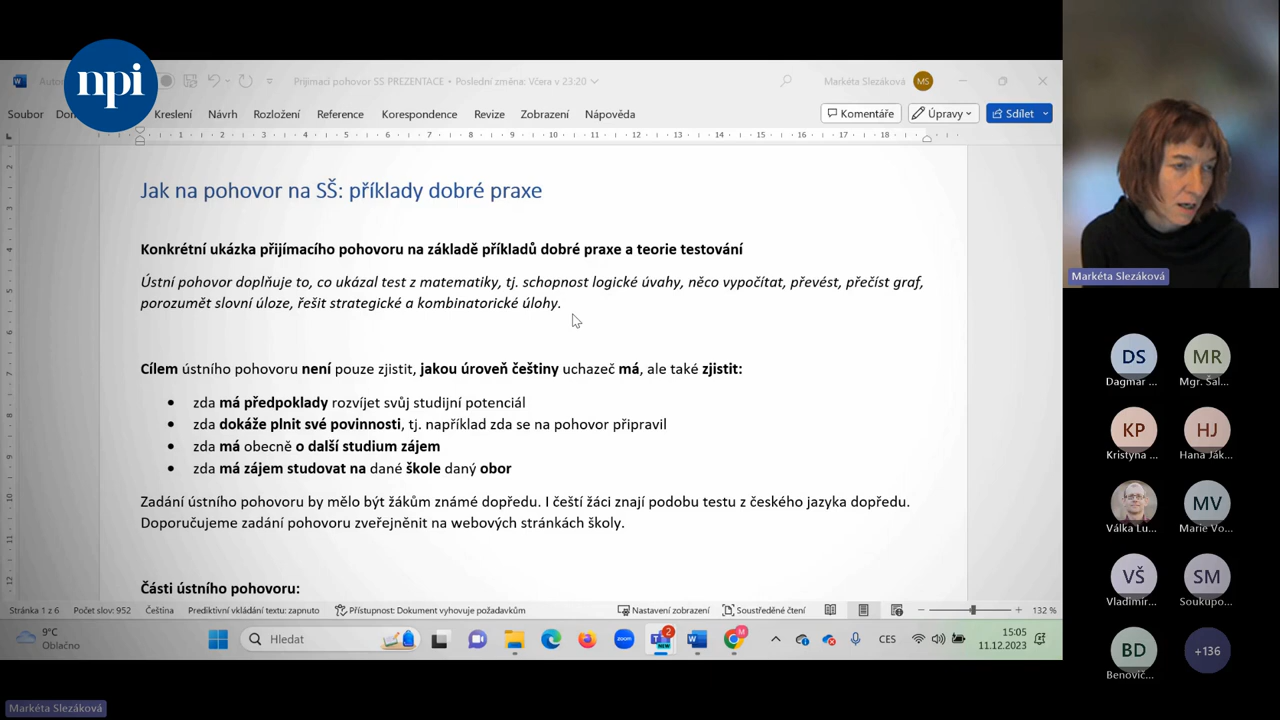 npi
Prijimaci pohovor SS PREZENTACE • Poslední změna: Včera v 23:20
Markéta Slezáková
MS
Soubor
Kreslení
Návrh
Rozložení
Reference
Korespondence
Revize
Zobrazení
Nápověda
Komentáře
Úpravy
Sdílet
Jak na pohovor na SŠ: příklady dobré praxe
Konkrétní ukázka přijímacího pohovoru na základě příkladů dobré praxe a teorie testování
Ústní pohovor doplňuje to, co ukázal test z matematiky, tj. schopnost logické úvahy, něco vypočítat, převést, přečíst graf,
porozumět slovní úloze, řešit strategické a kombinatorické úlohy.
Cílem ústního pohovoru není pouze zjistit, jakou úroveň češtiny uchazeč má, ale také zjistit:
• zda má předpoklady rozvíjet svůj studijní potenciál
• zda dokáže plnit své povinnosti, tj. například zda se na pohovor připravil
• zda má obecně o další studium zájem
• zda má zájem studovat na dané škole daný obor
Zadání ústního pohovoru by mělo být žákům známé dopředu. I čeští žáci znají podobu testu z českého jazyka dopředu.
Doporučujeme zadání pohovoru zveřejněnit na webových stránkách školy.
Části ústního pohovoru:
Stránka 1 z 6
Počet slov: 952
Čeština
Prediktivní vkládání textu: zapnuto
Přístupnost: Dokument vyhovuje požadavkům
Nastavení zobrazení
Soustředěné čtení
132 %
9°C
Oblačno
Hledat
zoom
2
NEW
M
CES
15:05
11.12.2023
Markéta Slezáková
DS
Dagmar ...
MR
Mgr. Šal...
KP
Kristyna ...
HJ
Hana Ják...
Válka Lu...
MV
Marie Vo...
VŠ
Vladimír...
SM
Soukupo...
BD
Benovič...
+136
Markéta Slezáková